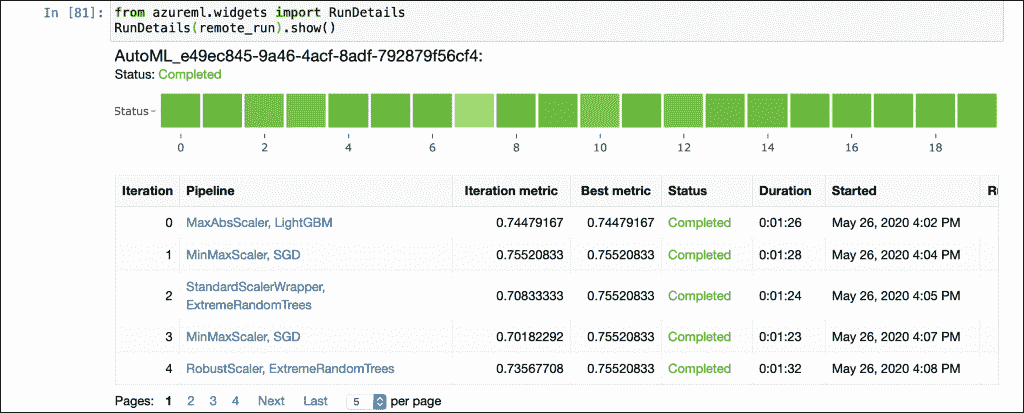 In [81]: from azureml.widgets import RunDetails
RunDetails(remote_run).show()
AutoML_e49ec845-9a46-4acf-8adf-792879f56cf4:
Status: Completed
Status
0 2 4 6 8 10 12 14 16 18
Iteration Pipeline Iteration metric Best metric Status Duration Started
0 MaxAbsScaler, LightGBM 0.74479167 0.74479167 Completed 0:01:26 May 26, 2020 4:02 PM
1 MinMaxScaler, SGD 0.75520833 0.75520833 Completed 0:01:28 May 26, 2020 4:04 PM
2 StandardScalerWrapper, 0.70833333 0.75520833 Completed 0:01:24 May 26, 2020 4:05 PM
ExtremeRandomTrees
3 MinMaxScaler, SGD 0.70182292 0.75520833 Completed 0:01:23 May 26, 2020 4:07 PM
4 RobustScaler, ExtremeRandomTrees 0.73567708 0.75520833 Completed 0:01:32 May 26, 2020 4:08 PM
Pages: 1 2 3 4 Next Last 5 per page